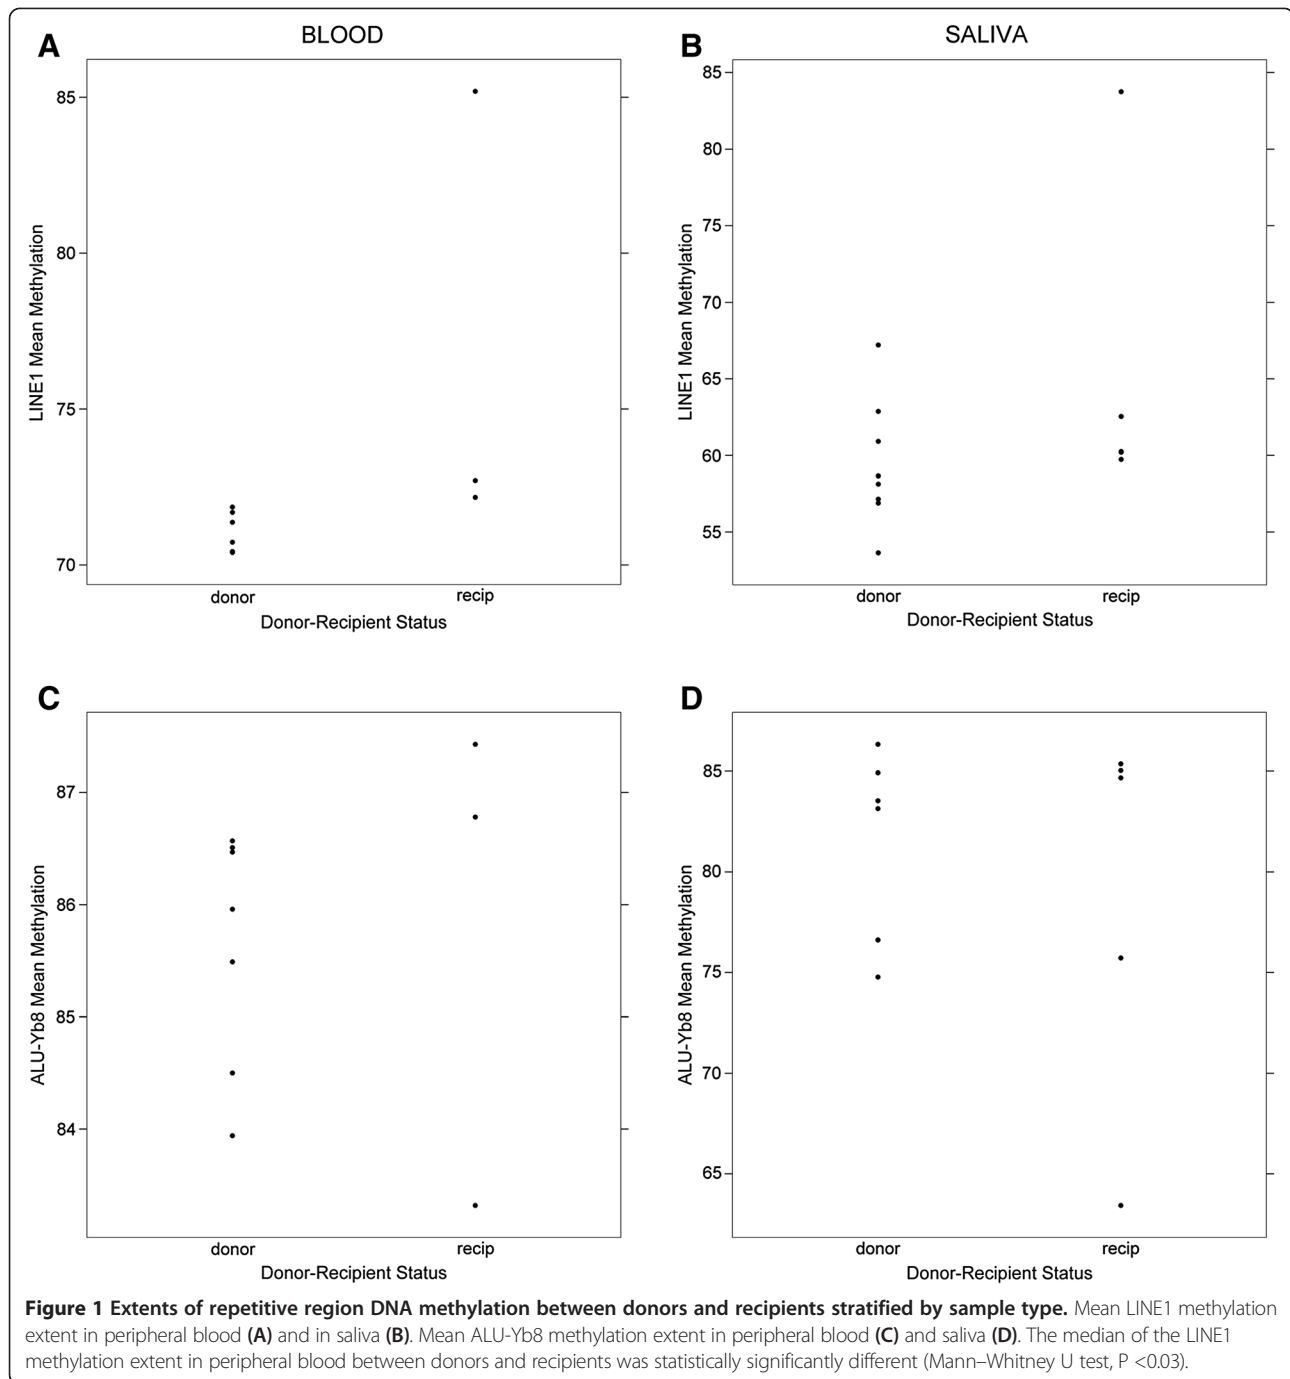 A
BLOOD
85
80
75
70
LINE1 Mean Methylation
donor
recip
Donor-Recipient Status
B
SALIVA
85
80
75
70
65
60
55
LINE1 Mean Methylation
donor
recip
Donor-Recipient Status
C
87
86
85
84
ALU-Yb8 Mean Methylation
donor
recip
Donor-Recipient Status
D
85
80
75
70
65
ALU-Yb8 Mean Methylation
donor
recip
Donor-Recipient Status
Figure 1 Extents of repetitive region DNA methylation between donors and recipients stratified by sample type. Mean LINE1 methylation
extent in peripheral blood (A) and in saliva (B). Mean ALU-Yb8 methylation extent in peripheral blood (C) and saliva (D). The median of the LINE1
methylation extent in peripheral blood between donors and recipients was statistically significantly different (Mann–Whitney U test, P <0.03).